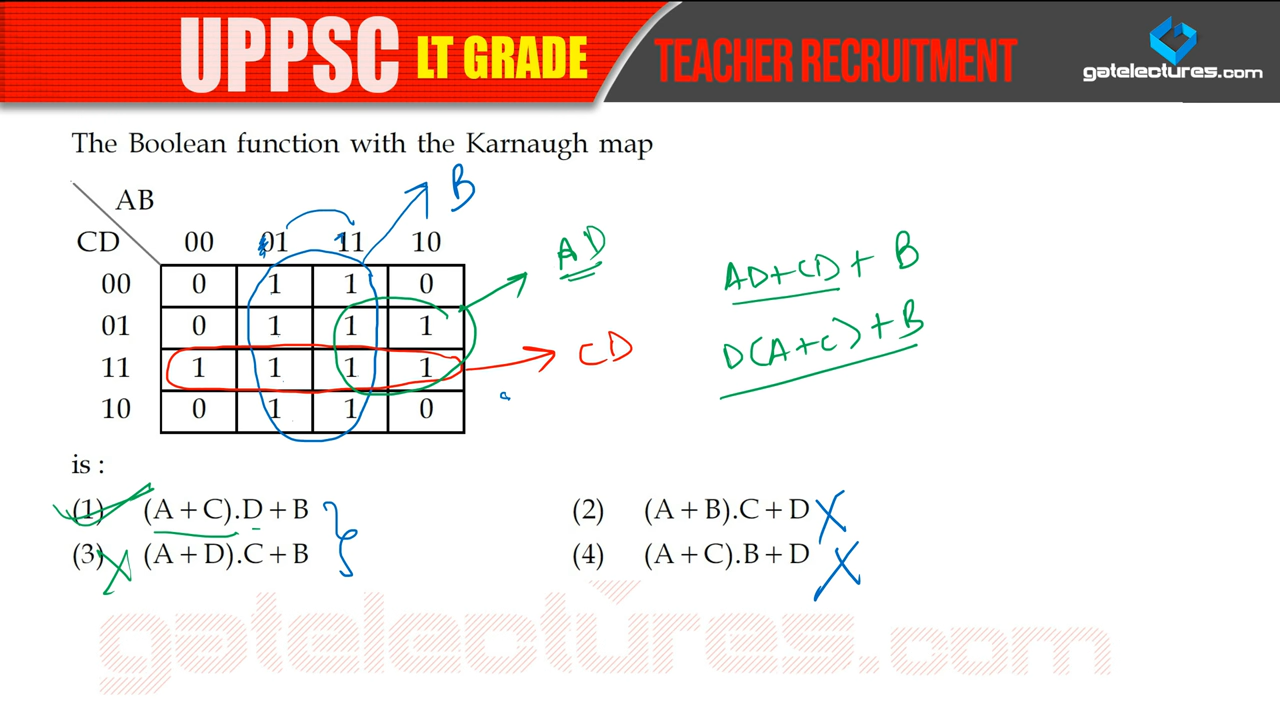 UPPSC LT GRADE TEACHER RECRUITMENT
gatelectures.com
The Boolean function with the Karnaugh map
B
AB
CD 00 01 11 10
AD
00 0 1 1 0
AD+CD + B
01 0 1 1 1
D(A+C) + B
11 1 1 1 1
CD
10 0 1 1 0
is :
(1) (A + C).D + B (2) (A + B).C + D
(3) (A + D).C + B (4) (A + C).B + D
gatelectures.com